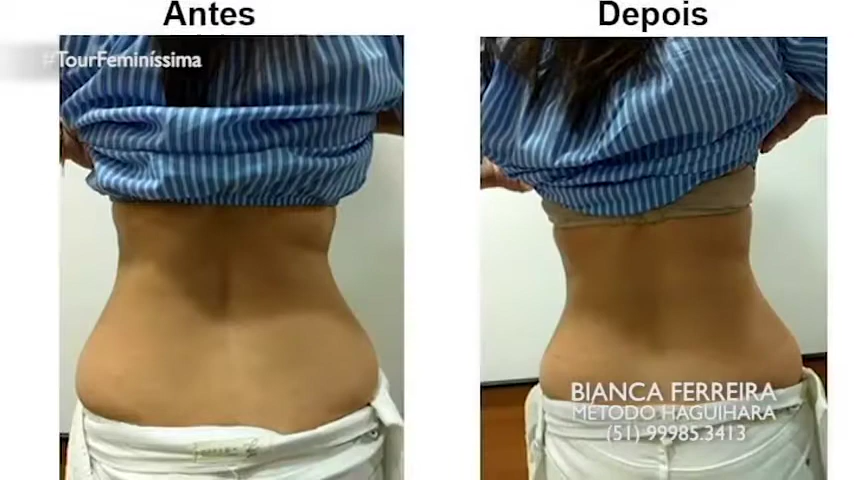 Antes
Depois
#TourFeminíssima
BIANCA FERREIRA
MÉTODO HAGUIHARA
(51) 99985.3413